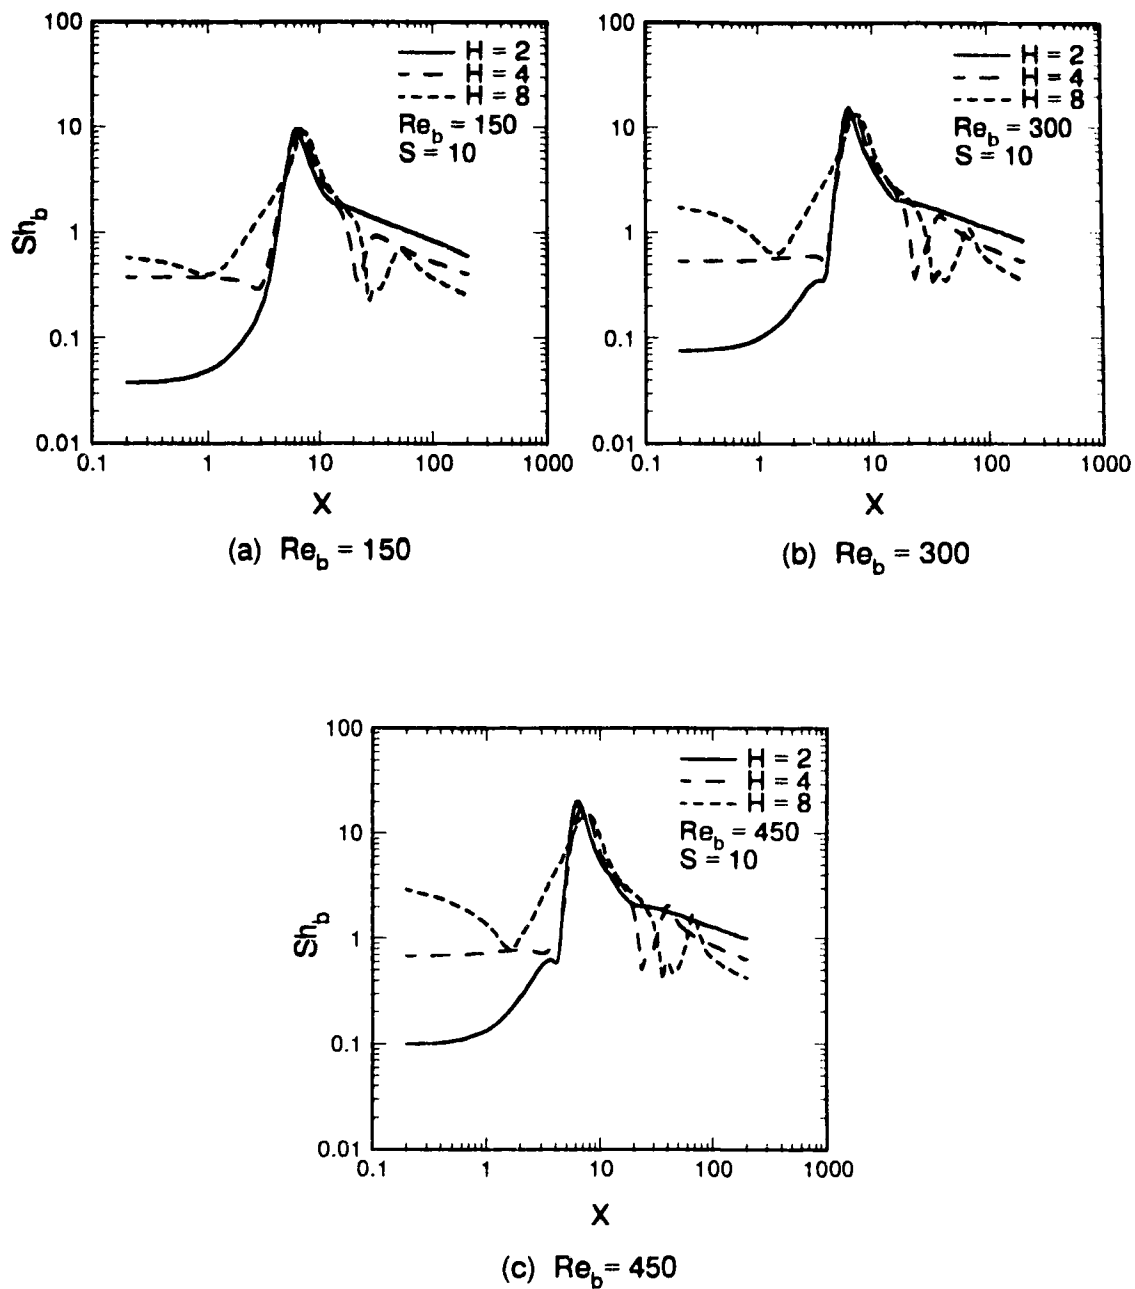 100
10
1
0.1
0.01
Sh_b
H = 2
H = 4
H = 8
Re_b = 150
S = 10
0.1 1 10 100 1000
X
(a) Re_b = 150
100
10
1
0.1
0.01
H = 2
H = 4
H = 8
Re_b = 300
S = 10
0.1 1 10 100 1000
X
(b) Re_b = 300
100
10
1
0.1
0.01
Sh_b
H = 2
H = 4
H = 8
Re_b = 450
S = 10
0.1 1 10 100 1000
X
(c) Re_b = 450